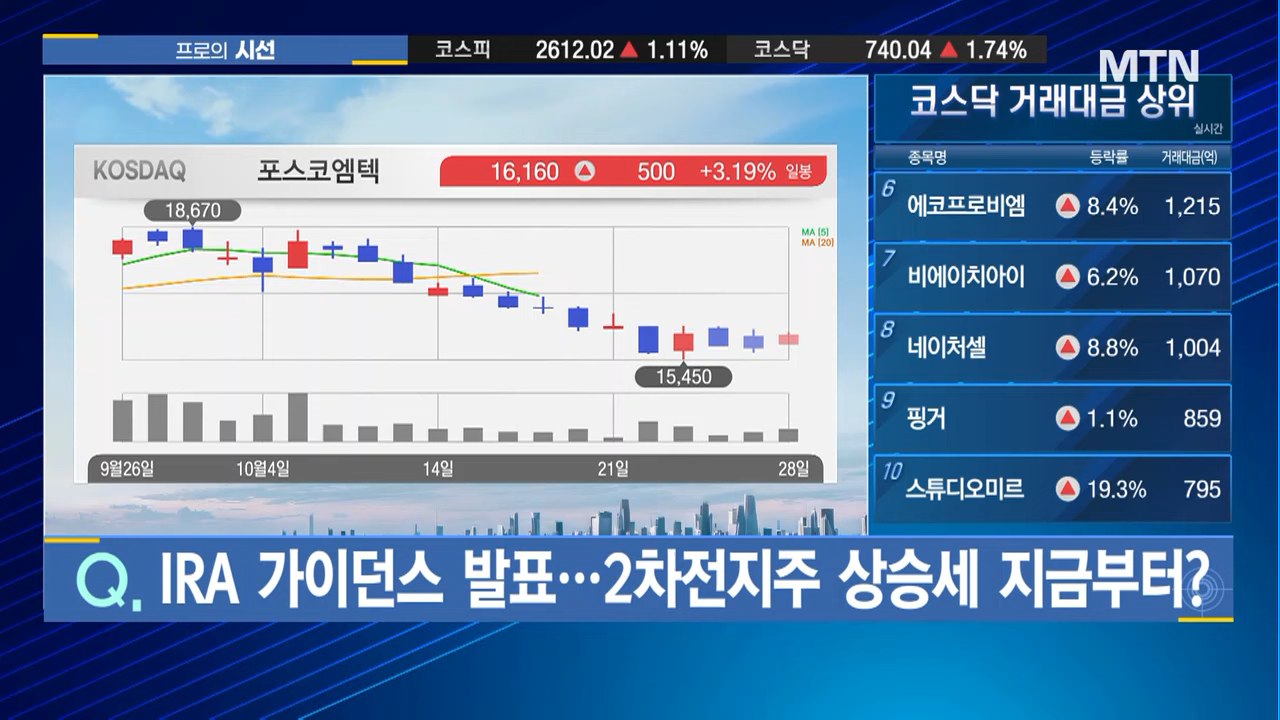 프로의 시선
코스피 2612.02 ▲ 1.11% 코스닥 740.04 ▲ 1.74%
MTN
KOSDAQ 포스코엠텍 16,160 ▲ 500 +3.19% 일봉
18,670
MA [5]
MA [20]
15,450
9월26일 10월4일 14일 21일 28일
코스닥 거래대금 상위
실시간
종목명 등락률 거래대금(억)
6 에코프로비엠 ▲ 8.4% 1,215
7 비에이치아이 ▲ 6.2% 1,070
8 네이처셀 ▲ 8.8% 1,004
9 핑거 ▲ 1.1% 859
10 스튜디오미르 ▲ 19.3% 795
Q. IRA 가이던스 발표…2차전지주 상승세 지금부터?